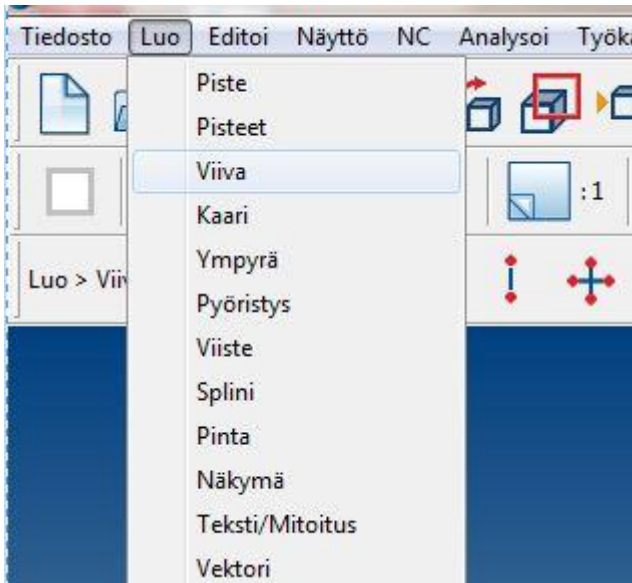 Tiedosto Luo Editoi Näyttö NC Analysoi
Piste
Pisteet
Viiva
:1
Kaari
Ympyrä
Luo >
Pyöristys
Viiste
Splini
Pinta
Näkymä
Teksti/Mitoitus
Vektori